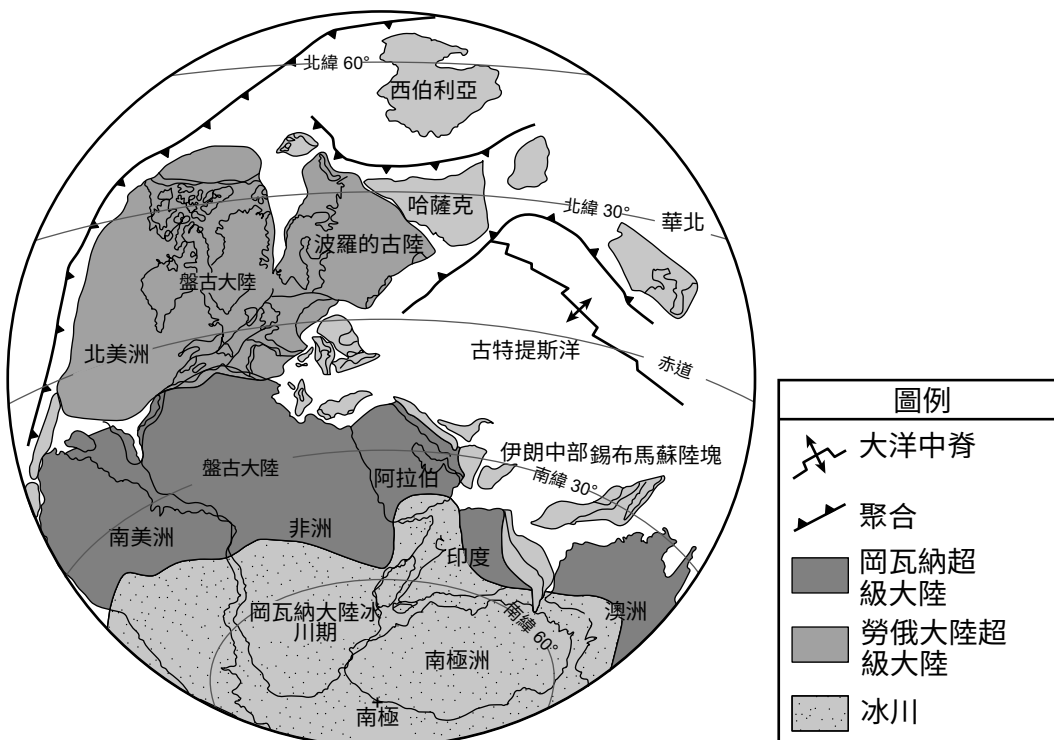 北緯 60°
西伯利亞
哈薩克
北緯 30°
華北
波羅的古陸
盤古大陸
古特提斯洋
北美洲
赤道
伊朗中部
錫布馬蘇陸塊
盤古大陸
阿拉伯
南緯 30°
南美洲
非洲
印度
岡瓦納大陸冰
川期
南緯 60°
澳洲
南極洲
南極
圖例
大洋中脊
聚合
岡瓦納超
級大陸
勞俄大陸超
級大陸
冰川